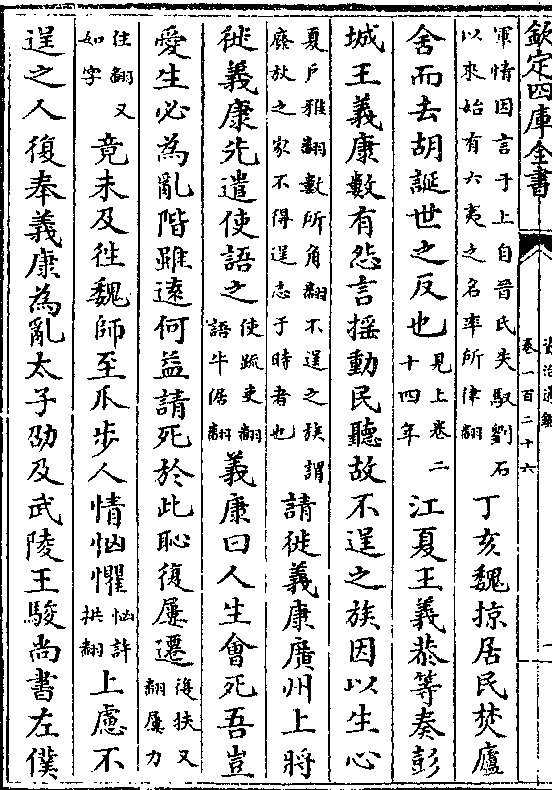 欽定四庫全書
資治通鑑
卷一百二十六
軍情因言于上自晉氏失馭劉石
以來始有六夷之名率所律翻
丁亥魏掠居民焚廬
舍而去胡誕世之反也
見上卷二
十四年
江夏王義恭等奏彭
城王義康數有怨言揺動民聽故不逞之族因以生心
夏戶雅翻數所角翻不逞之族謂
廢放之家不得逞志于時者也
請徙義康廣州上將
徙義康先遣使語之
使疏吏翻
語牛倨翻
義康曰人生會死吾豈
愛生必為亂階雖遠何益請死於此恥復屢遷
復扶又
翻屢力
住翻又
如字
竟未及徃魏師至瓜步人情恟懼
恟許
拱翻
上慮不
逞之人復奉義康為亂太子劭及武陵王駿尚書左僕